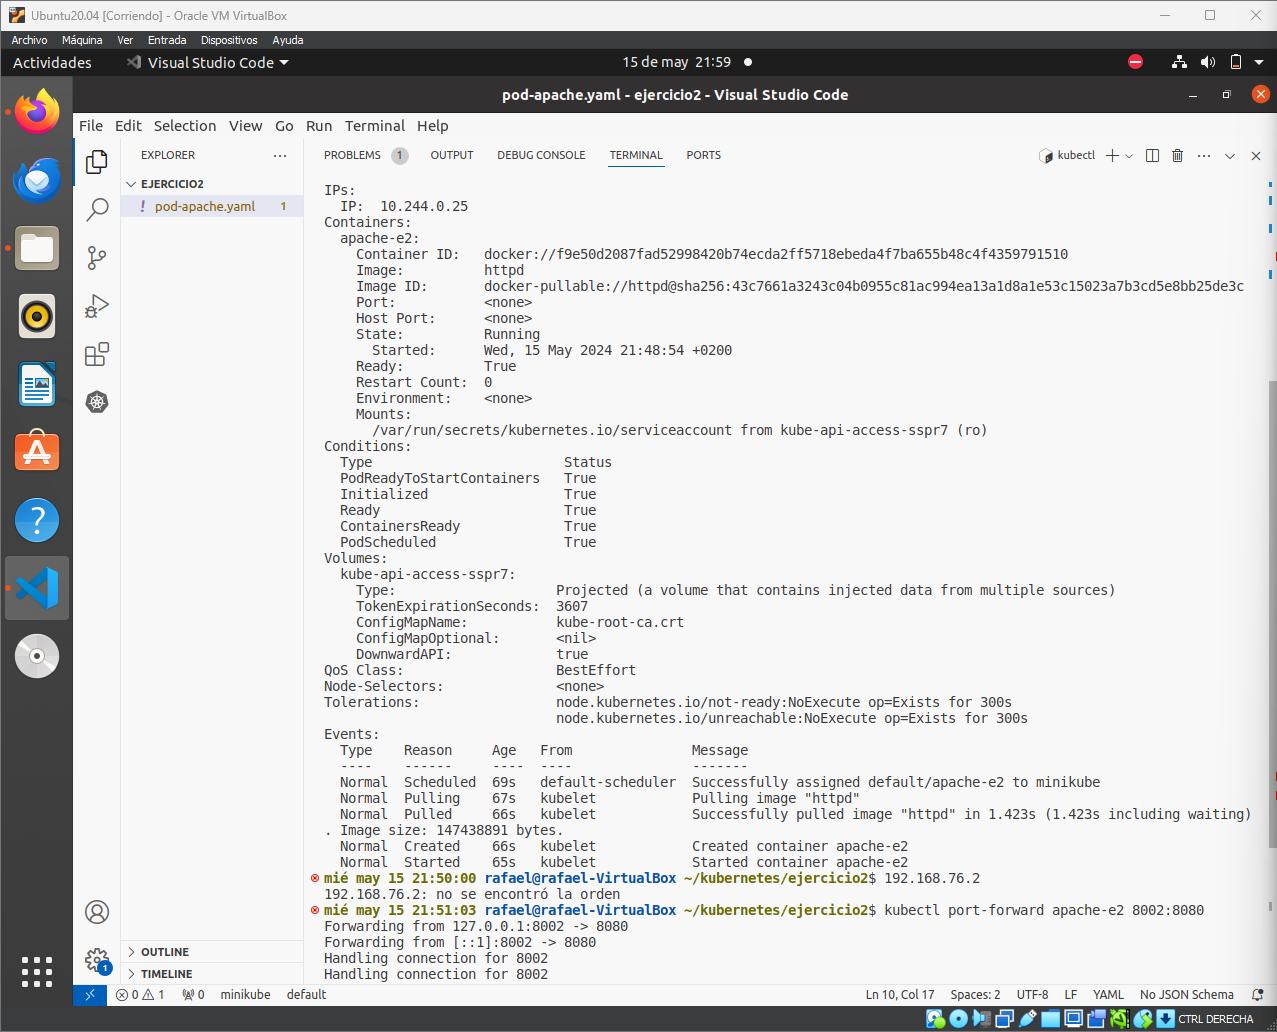 Ubuntu20.04 [Corriendo] - Oracle VM VirtualBox
Archivo Máquina Ver Entrada Dispositivos Ayuda
Actividades Visual Studio Code 15 de may 21:59
pod-apache.yaml - ejercicio2 - Visual Studio Code
File Edit Selection View Go Run Terminal Help
EXPLORER ··· PROBLEMS 1 OUTPUT DEBUG CONSOLE TERMINAL PORTS kubectl
EJERCICIO2
! pod-apache.yaml 1
IPs:
IP: 10.244.0.25
Containers:
apache-e2:
Container ID: docker://f9e50d2087fad52998420b74ecda2ff5718ebeda4f7ba655b48c4f4359791510
Image: httpd
Image ID: docker-pullable://httpd@sha256:43c7661a3243c04b0955c81ac994ea13a1d8a1e53c15023a7b3cd5e8bb25de3c
Port: <none>
Host Port: <none>
State: Running
Started: Wed, 15 May 2024 21:48:54 +0200
Ready: True
Restart Count: 0
Environment: <none>
Mounts:
/var/run/secrets/kubernetes.io/serviceaccount from kube-api-access-sspr7 (ro)
Conditions:
Type Status
PodReadyToStartContainers True
Initialized True
Ready True
ContainersReady True
PodScheduled True
Volumes:
kube-api-access-sspr7:
Type: Projected (a volume that contains injected data from multiple sources)
TokenExpirationSeconds: 3607
ConfigMapName: kube-root-ca.crt
ConfigMapOptional: <nil>
DownwardAPI: true
QoS Class: BestEffort
Node-Selectors: <none>
Tolerations: node.kubernetes.io/not-ready:NoExecute op=Exists for 300s
node.kubernetes.io/unreachable:NoExecute op=Exists for 300s
Events:
Type Reason Age From Message
---- ------ ---- ---- -------
Normal Scheduled 69s default-scheduler Successfully assigned default/apache-e2 to minikube
Normal Pulling 67s kubelet Pulling image "httpd"
Normal Pulled 66s kubelet Successfully pulled image "httpd" in 1.423s (1.423s including waiting)
. Image size: 147438891 bytes.
Normal Created 66s kubelet Created container apache-e2
Normal Started 65s kubelet Started container apache-e2
mié may 15 21:50:00 rafael@rafael-VirtualBox ~/kubernetes/ejercicio2$ 192.168.76.2
192.168.76.2: no se encontró la orden
mié may 15 21:51:03 rafael@rafael-VirtualBox ~/kubernetes/ejercicio2$ kubectl port-forward apache-e2 8002:8080
Forwarding from 127.0.0.1:8002 -> 8080
Forwarding from [::1]:8002 -> 8080
Handling connection for 8002
Handling connection for 8002
OUTLINE
TIMELINE
1
0 1 0 minikube default Ln 10, Col 17 Spaces: 2 UTF-8 LF YAML No JSON Schema
CTRL DERECHA